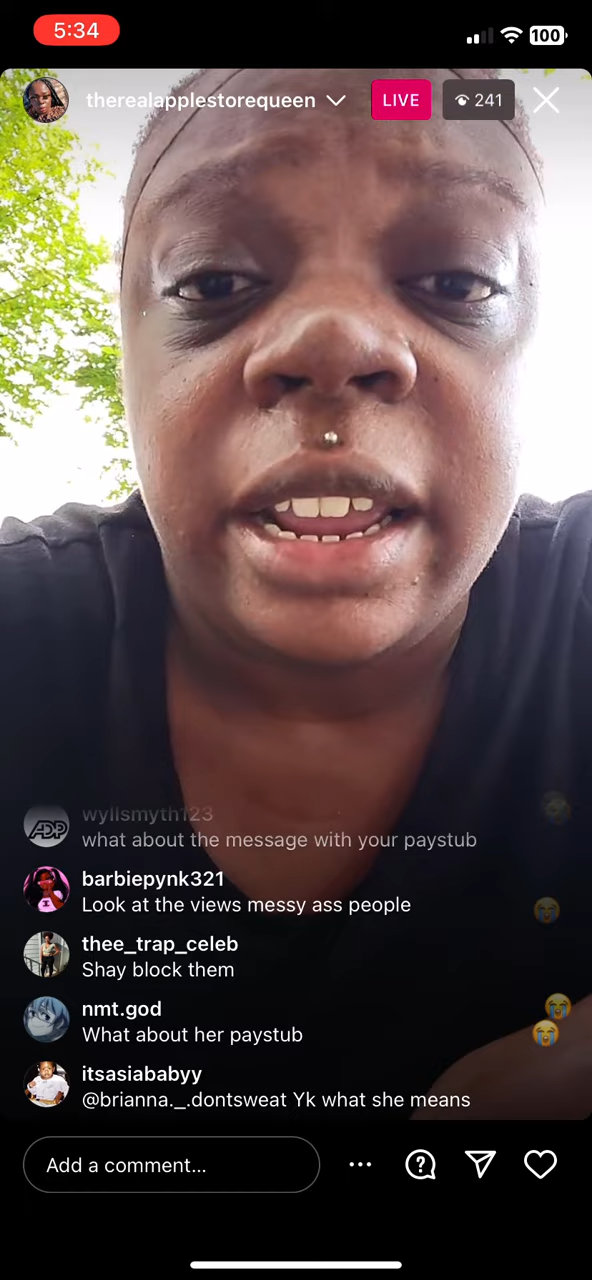 5:34
100
therealapplestorequeen
LIVE
241
wyllsmyth123
ADP
what about the message with your paystub
barbiepynk321
Look at the views messy ass people
thee_trap_celeb
Shay block them
nmt.god
What about her paystub
itsasiababyy
@brianna._.dontsweat Yk what she means
Add a comment...